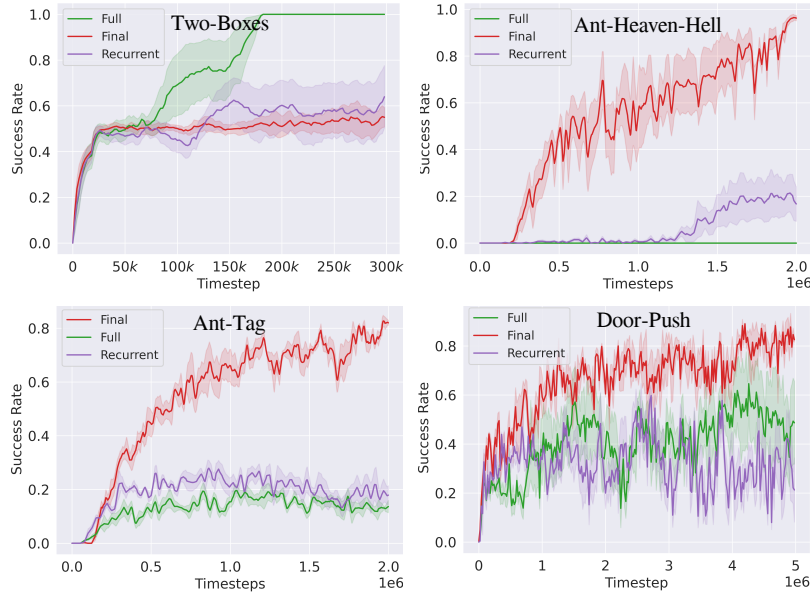 Two-Boxes
Full
Final
Recurrent
Success Rate
1.0
0.8
0.6
0.4
0.2
0.0
0
50k
100k
150k
200k
250k
300k
Timestep
Ant-Heaven-Hell
Full
Final
Recurrent
Success Rate
1.0
0.8
0.6
0.4
0.2
0.0
0.0
0.5
1.0
1.5
2.0
Timesteps
1e6
Ant-Tag
Final
Full
Recurrent
Success Rate
0.8
0.6
0.4
0.2
0.0
0.0
0.5
1.0
1.5
2.0
Timesteps
1e6
Door-Push
Full
Final
Recurrent
Success Rate
0.8
0.6
0.4
0.2
0.0
0
1
2
3
4
5
Timestep
1e6